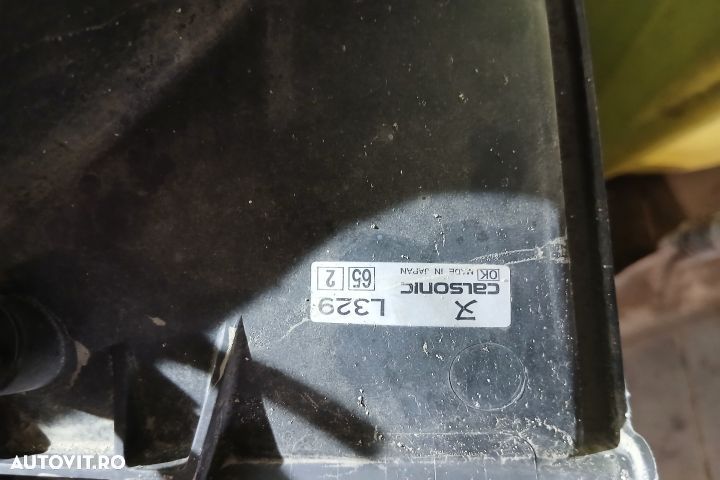 L329
calsonic
OK MADE IN JAPAN 65 2
AUTOVIT.RO